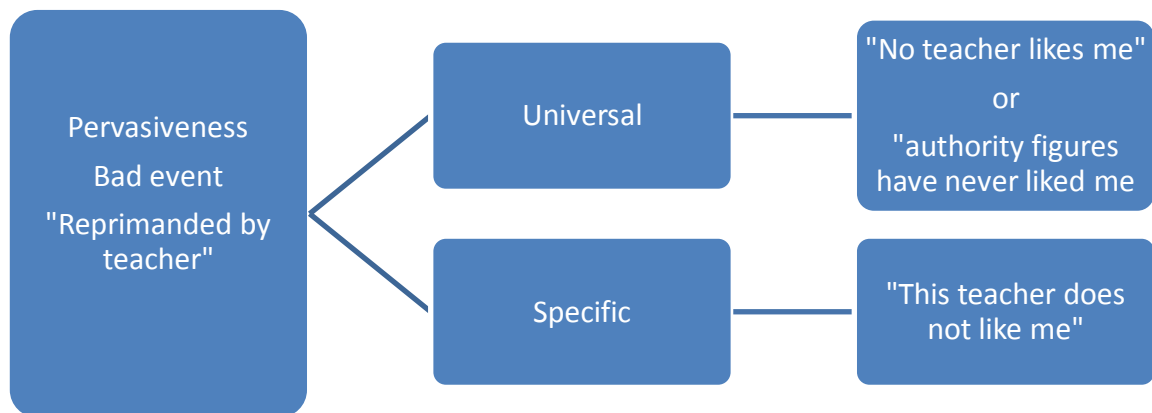 Pervasiveness
Bad event
"Reprimanded by
teacher"
Universal
"No teacher likes me"
or
"authority figures
have never liked me
Specific
"This teacher does
not like me"